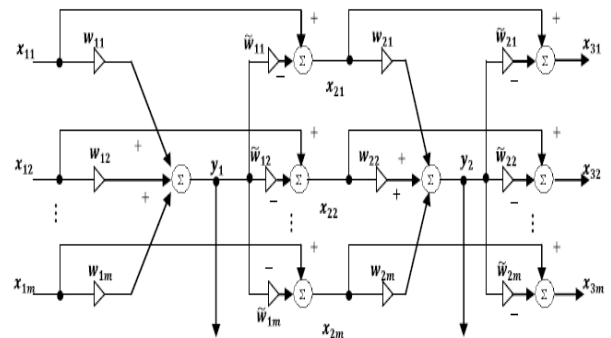 + +
x₁₁ w₁₁ w̃₁₁ Σ w₂₁ w̃₂₁ Σ x₃₁
− x₂₁ −
+ + + +
x₁₂ w₁₂ Σ y₁ w̃₁₂ Σ w₂₂ Σ y₂ w̃₂₂ Σ x₃₂
⋮ + − ⋮ x₂₂ + − ⋮
+ +
x₁ₘ w₁ₘ − Σ w₂ₘ w̃₂ₘ Σ x₃ₘ
w̃₁ₘ x₂ₘ −